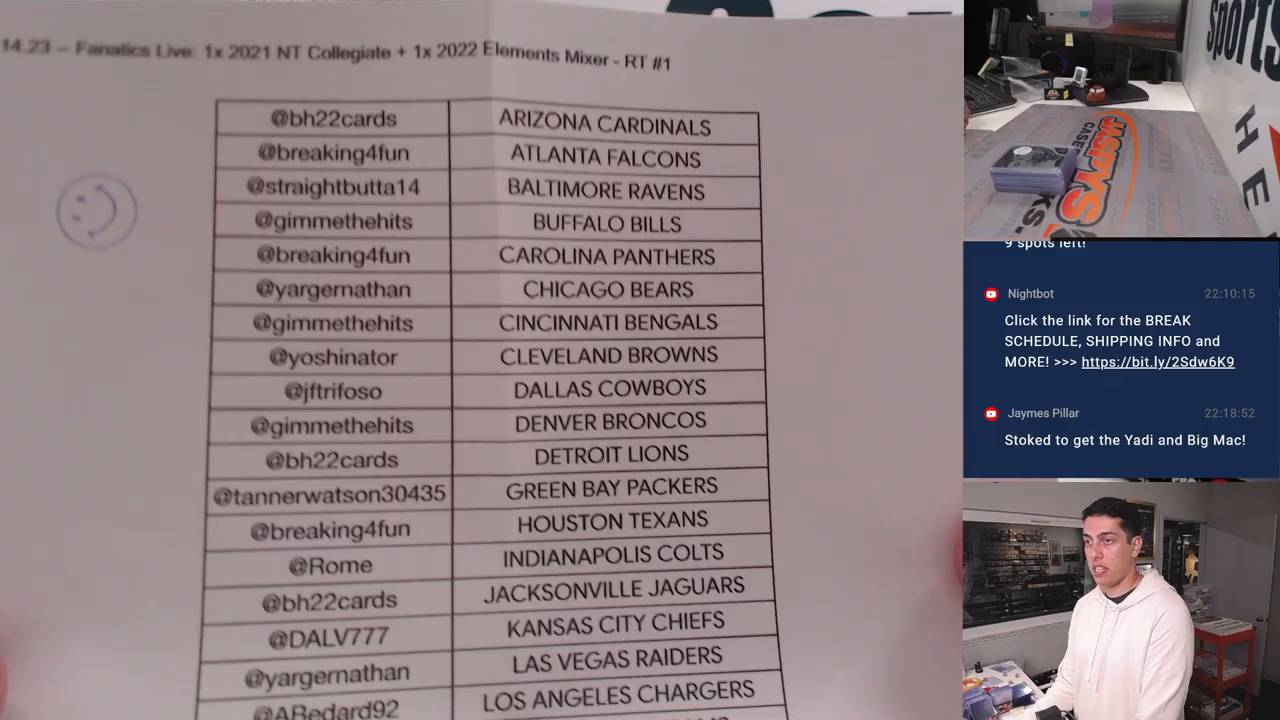 14.23 – Fanatics Live: 1x 2021 NT Collegiate + 1x 2022 Elements Mixer - RT #1
@bh22cards ARIZONA CARDINALS
@breaking4fun ATLANTA FALCONS
@straightbutta14 BALTIMORE RAVENS
@gimmethehits BUFFALO BILLS
@breaking4fun CAROLINA PANTHERS
@yargernathan CHICAGO BEARS
@gimmethehits CINCINNATI BENGALS
@yoshinator CLEVELAND BROWNS
@jftrifoso DALLAS COWBOYS
@gimmethehits DENVER BRONCOS
@bh22cards DETROIT LIONS
@tannerwatson30435 GREEN BAY PACKERS
@breaking4fun HOUSTON TEXANS
@Rome INDIANAPOLIS COLTS
@bh22cards JACKSONVILLE JAGUARS
@DALV777 KANSAS CITY CHIEFS
@yargernathan LAS VEGAS RAIDERS
@ABedard92 LOS ANGELES CHARGERS
sports
HE
JASPYS
CASE
9 spots left!
Nightbot 22:10:15
Click the link for the BREAK
SCHEDULE, SHIPPING INFO and
MORE! >>> https://bit.ly/2Sdw6K9
Jaymes Pillar 22:18:52
Stoked to get the Yadi and Big Mac!